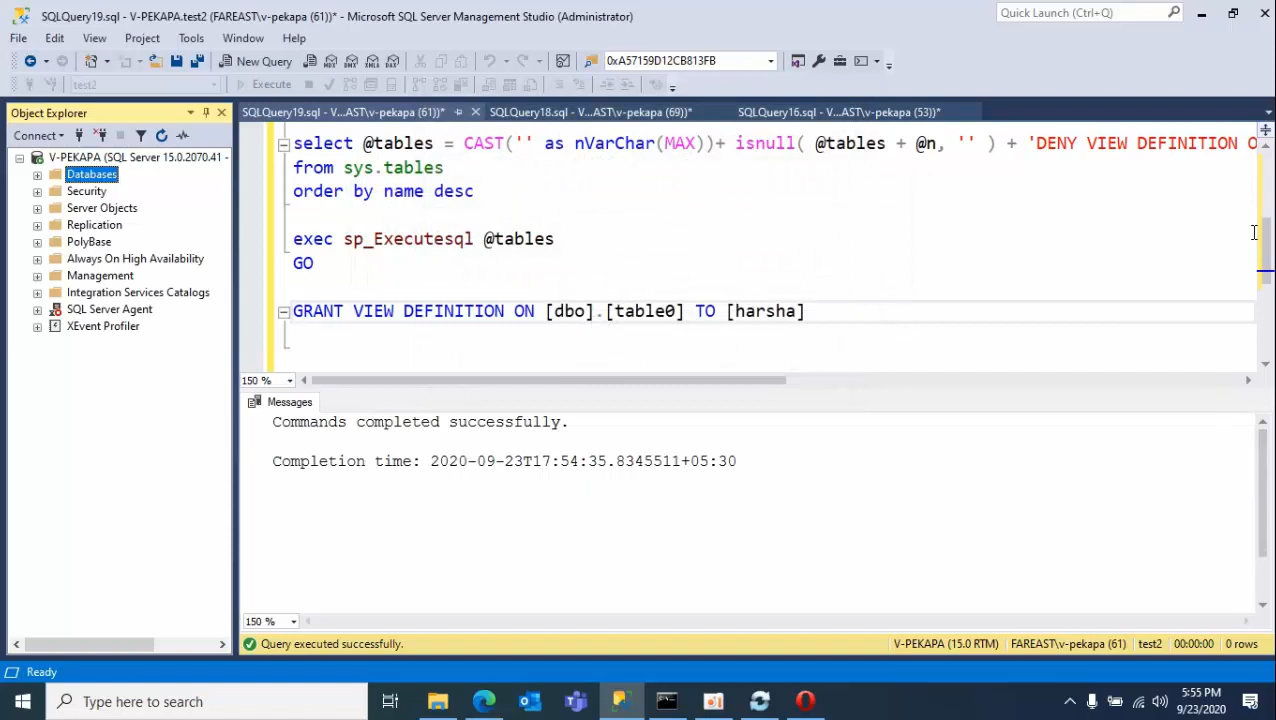 SQLQuery19.sql - V-PEKAPA.test2 (FAREAST\v-pekapa (61))* - Microsoft SQL Server Management Studio (Administrator)
Quick Launch (Ctrl+Q)
File Edit View Project Tools Window Help
New Query
0xA57159D12CB813FB
test2
Execute
Object Explorer
SQLQuery19.sql - V...AST\v-pekapa (61))*
SQLQuery18.sql - V...AST\v-pekapa (69))*
SQLQuery16.sql - V...AST\v-pekapa (53))*
Connect
V-PEKAPA (SQL Server 15.0.2070.41 -
Databases
Security
Server Objects
Replication
PolyBase
Always On High Availability
Management
Integration Services Catalogs
SQL Server Agent
XEvent Profiler
select @tables = CAST('' as nVarChar(MAX))+ isnull( @tables + @n, '' ) + 'DENY VIEW DEFINITION O
from sys.tables
order by name desc
exec sp_Executesql @tables
GO
GRANT VIEW DEFINITION ON [dbo].[table0] TO [harsha]
150 %
Messages
Commands completed successfully.
Completion time: 2020-09-23T17:54:35.8345511+05:30
150 %
Query executed successfully.
V-PEKAPA (15.0 RTM)
FAREAST\v-pekapa (61)
test2
00:00:00
0 rows
Ready
Type here to search
5:55 PM
9/23/2020